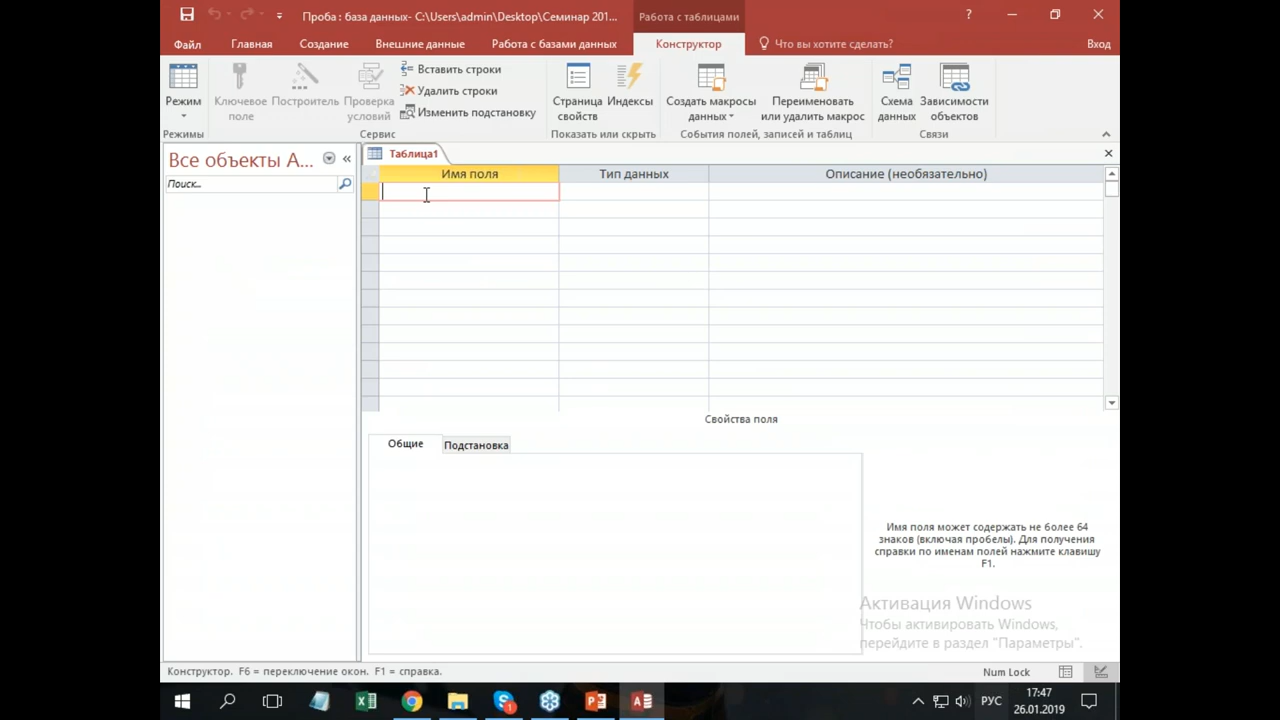 Проба : база данных- C:\Users\admin\Desktop\Семинар 201...
Работа с таблицами
?
Файл
Главная
Создание
Внешние данные
Работа с базами данных
Конструктор
Что вы хотите сделать?
Вход
Режим
Ключевое поле
Построитель
Проверка условий
Вставить строки
Удалить строки
Изменить подстановку
Страница свойств
Индексы
Создать макросы данных
Переименовать или удалить макрос
Схема данных
Зависимости объектов
Режимы
Сервис
Показать или скрыть
События полей, записей и таблиц
Связи
Все объекты A...
Поиск...
Таблица1
Имя поля
Тип данных
Описание (необязательно)
Свойства поля
Общие
Подстановка
Имя поля может содержать не более 64
знаков (включая пробелы). Для получения
справки по именам полей нажмите клавишу
F1.
Активация Windows
Чтобы активировать Windows,
перейдите в раздел "Параметры".
Конструктор. F6 = переключение окон. F1 = справка.
Num Lock
РУС
17:47
26.01.2019